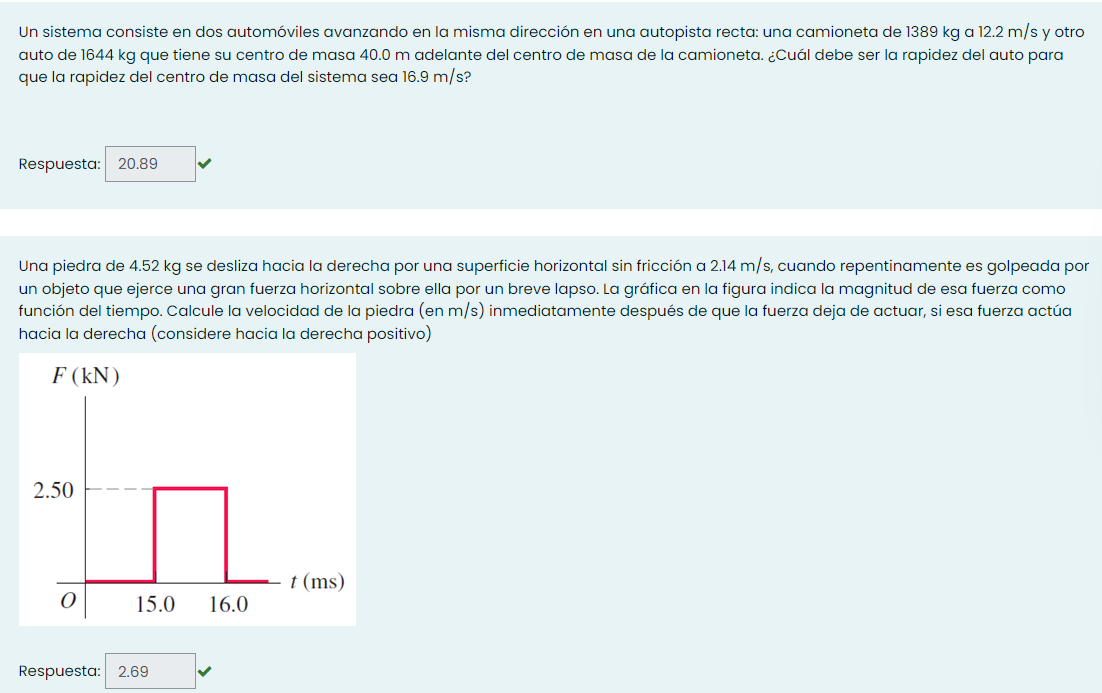 Un sistema consiste en dos automóviles avanzando en la misma dirección en una autopista recta: una camioneta de 1389 kg a 12.2 m/s y otro
auto de 1644 kg que tiene su centro de masa 40.0 m adelante del centro de masa de la camioneta. ¿Cuál debe ser la rapidez del auto para
que la rapidez del centro de masa del sistema sea 16.9 m/s?
Respuesta: 20.89
Una piedra de 4.52 kg se desliza hacia la derecha por una superficie horizontal sin fricción a 2.14 m/s, cuando repentinamente es golpeada por
un objeto que ejerce una gran fuerza horizontal sobre ella por un breve lapso. La gráfica en la figura indica la magnitud de esa fuerza como
función del tiempo. Calcule la velocidad de la piedra (en m/s) inmediatamente después de que la fuerza deja de actuar, si esa fuerza actúa
hacia la derecha (considere hacia la derecha positivo)
F (kN)
2.50
t (ms)
O 15.0 16.0
Respuesta: 2.69